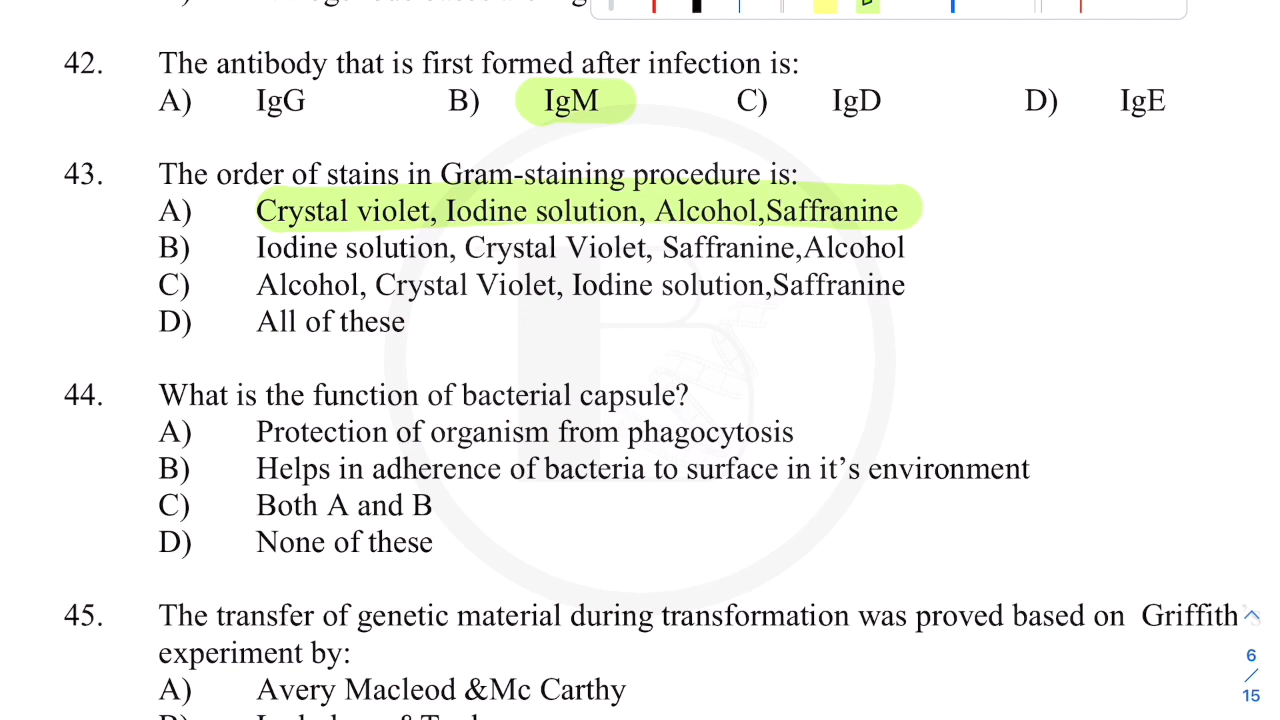 42. The antibody that is first formed after infection is:
A) IgG B) IgM C) IgD D) IgE
43. The order of stains in Gram-staining procedure is:
A) Crystal violet, Iodine solution, Alcohol,Saffranine
B) Iodine solution, Crystal Violet, Saffranine,Alcohol
C) Alcohol, Crystal Violet, Iodine solution,Saffranine
D) All of these
44. What is the function of bacterial capsule?
A) Protection of organism from phagocytosis
B) Helps in adherence of bacteria to surface in it’s environment
C) Both A and B
D) None of these
45. The transfer of genetic material during transformation was proved based on Griffith
experiment by:
A) Avery Macleod &Mc Carthy
6
/
15